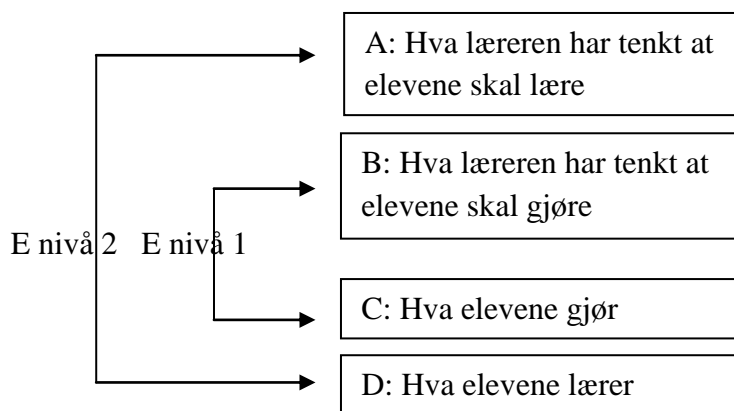 A: Hva læreren har tenkt at
elevene skal lære
B: Hva læreren har tenkt at
elevene skal gjøre
E nivå 2 E nivå 1
C: Hva elevene gjør
D: Hva elevene lærer